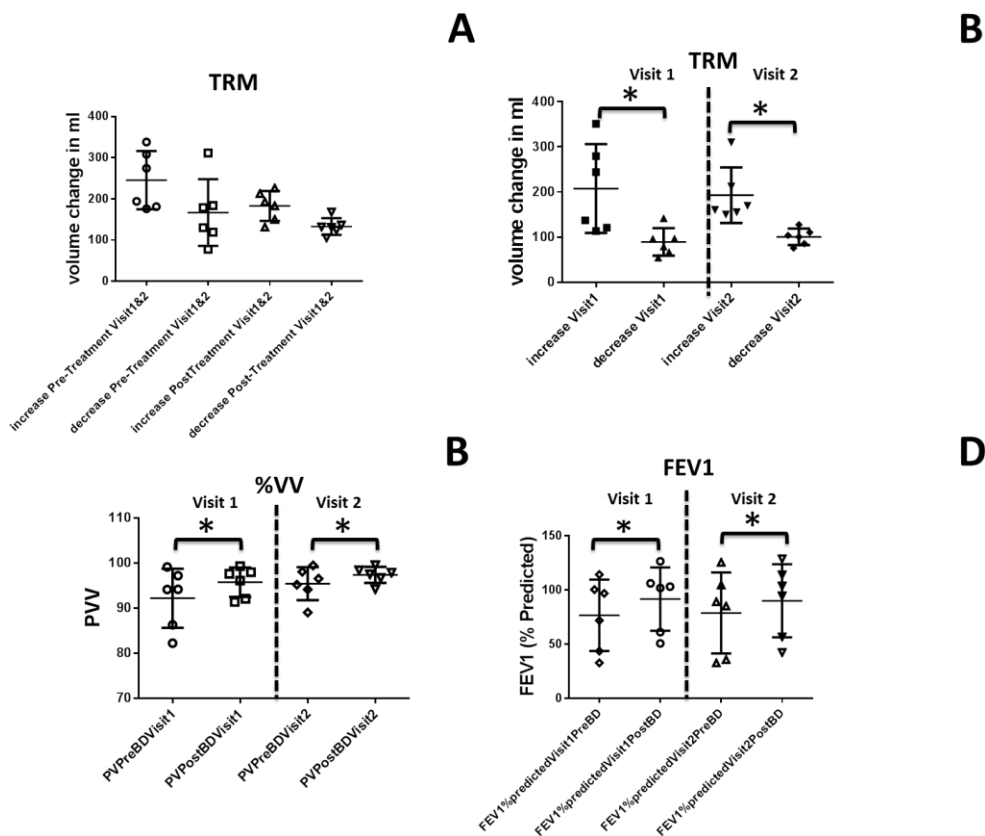 A
TRM
volume change in ml
400
300
200
100
0
increase Pre-Treatment Visit1&2
decrease Pre-Treatment Visit1&2
increase PostTreatment Visit1&2
decrease Post-Treatment Visit1&2
B
TRM
Visit 1
Visit 2
*
*
volume change in ml
400
300
200
100
0
increase Visit1
decrease Visit1
increase Visit2
decrease Visit2
B
%VV
Visit 1
Visit 2
*
*
PVV
110
100
90
80
70
PVPreBDVisit1
PVPostBDVisit1
PVPreBDVisit2
PVPostBDVisit2
D
FEV1
Visit 1
Visit 2
*
*
FEV1 (% Predicted)
150
100
50
0
FEV1%predictedVisit1PreBD
FEV1%predictedVisit1PostBD
FEV1%predictedVisit2PreBD
FEV1%predictedVisit2PostBD